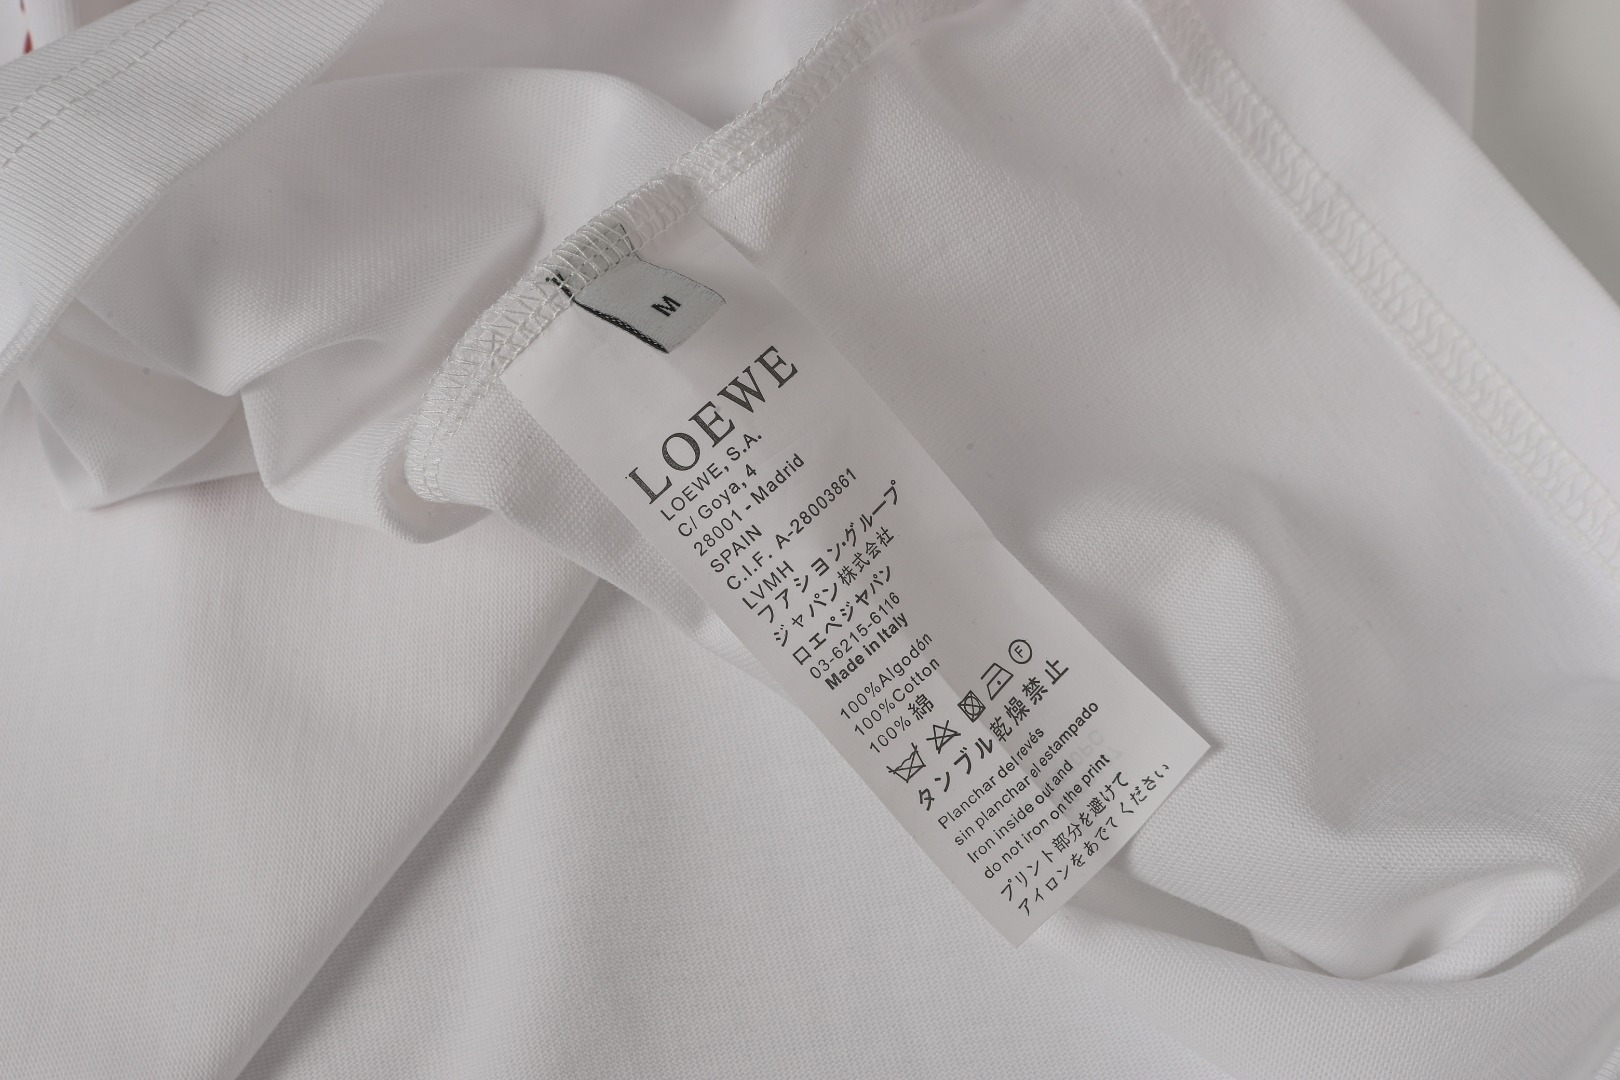 M
LOEWE
LOEWE, S.A.
C/ Goya, 4
28001 - Madrid
SPAIN
C.I.F. A-28003861
LVMH
フアション・グループ
ジャパン株式会社
ロエペジャパン
03-6215-6116
Made in Italy
100%Algodón
100%Cotton
100% 綿
F
タンブル乾燥禁止
Planchar del revés
sin planchar el estampado
Iron inside out and
do not iron on the print
プリント部分を避けて
アイロンをあでてください